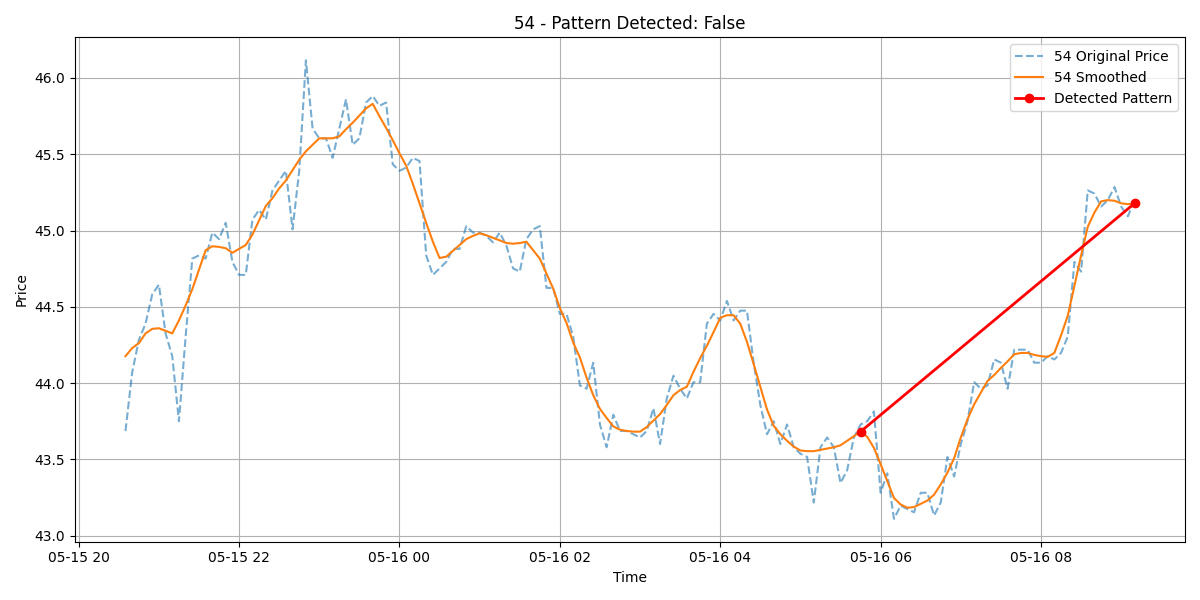 54 - Pattern Detected: False
54 Original Price
54 Smoothed
Detected Pattern
Price
46.0
45.5
45.0
44.5
44.0
43.5
43.0
05-15 20
05-15 22
05-16 00
05-16 02
05-16 04
05-16 06
05-16 08
Time